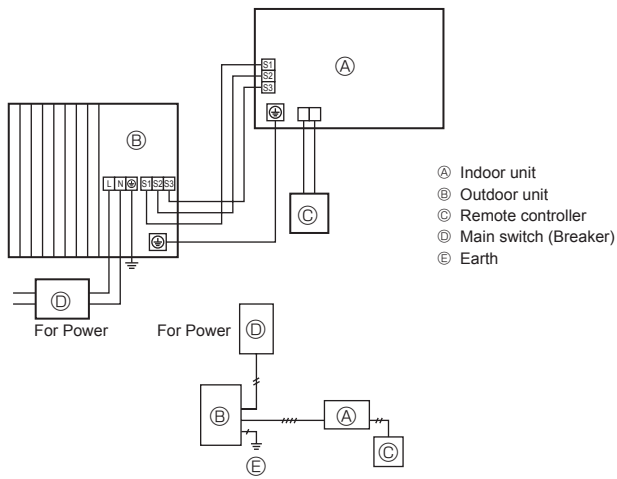 S1
S2
S3
Ⓐ
Ⓑ
L N S1 S2 S3
Ⓒ
Ⓐ Indoor unit
Ⓑ Outdoor unit
Ⓒ Remote controller
Ⓓ Main switch (Breaker)
Ⓔ Earth
Ⓓ
For Power
For Power
Ⓓ
Ⓑ
Ⓐ
Ⓒ
Ⓔ